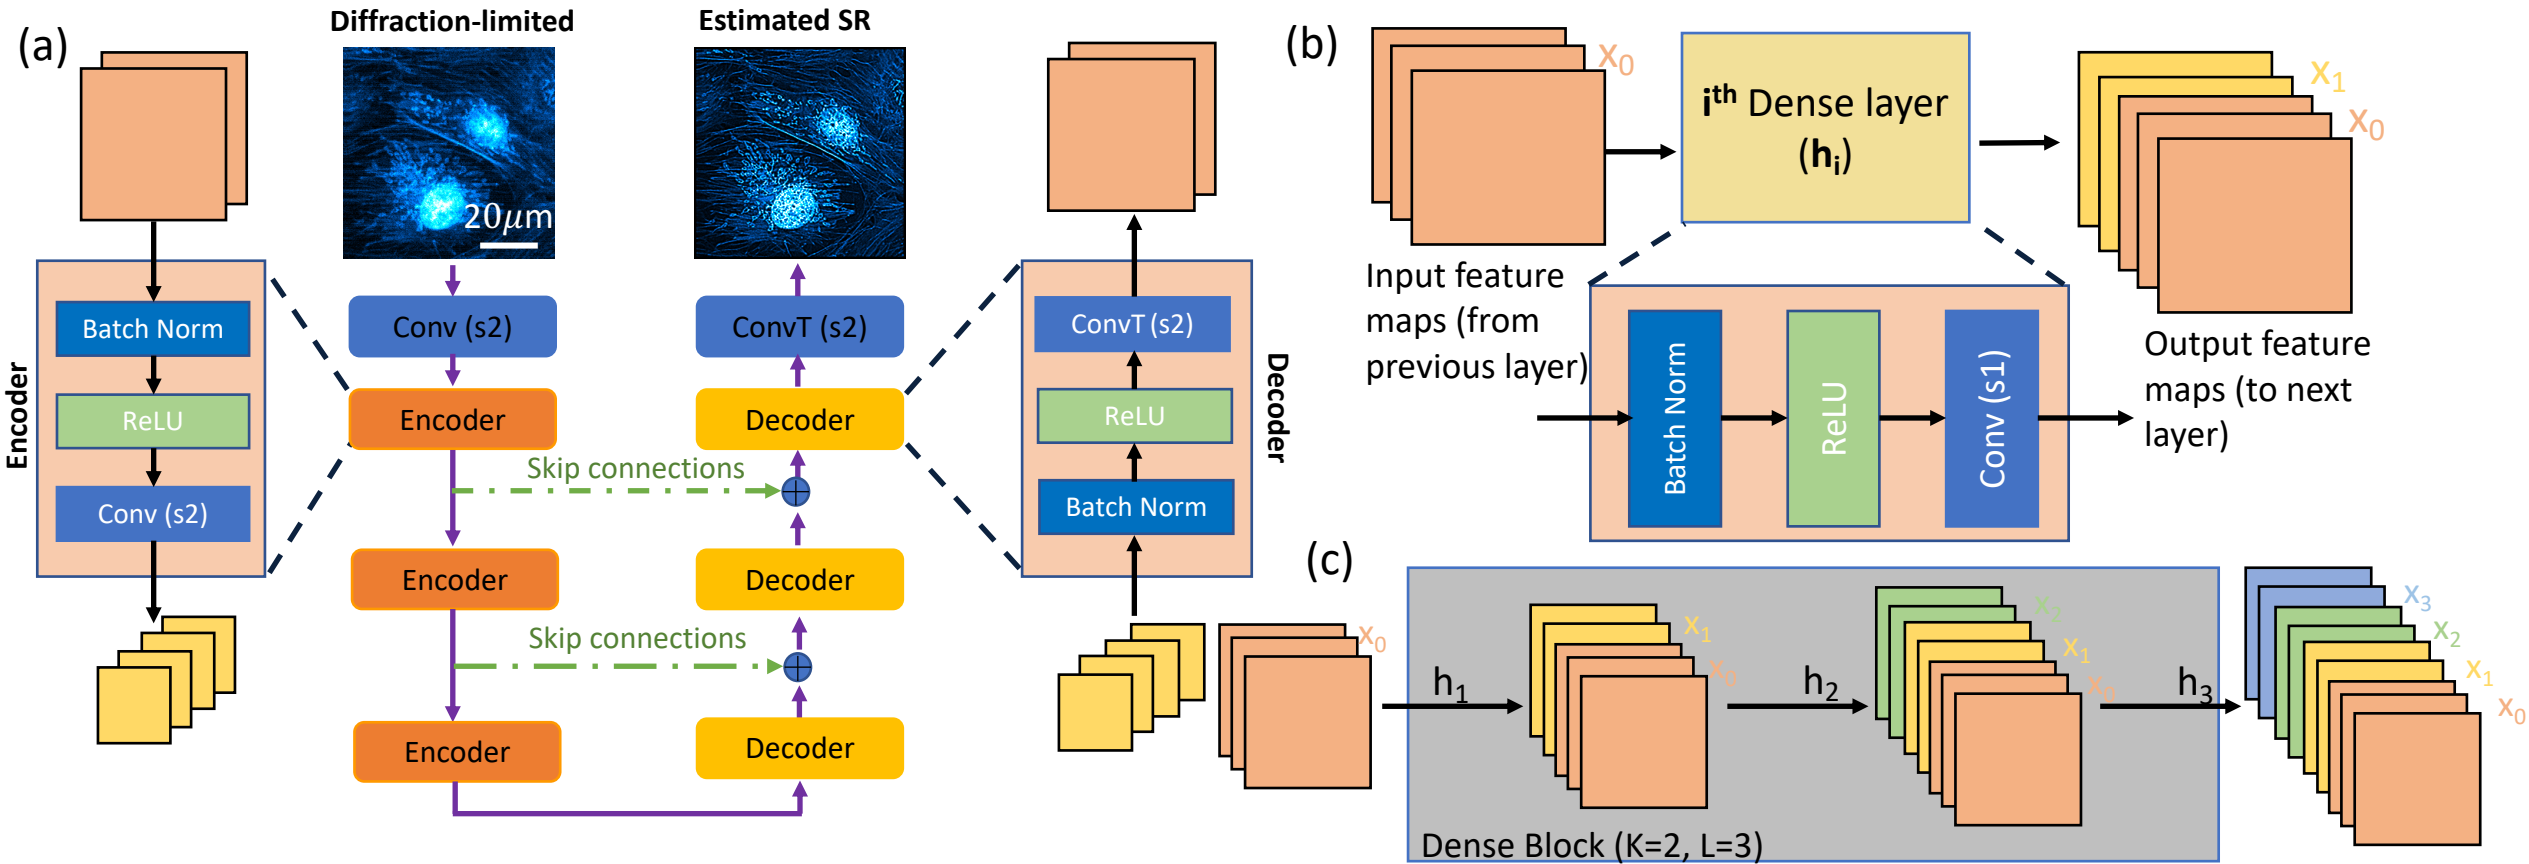 (a)
Diffraction-limited
Estimated SR
20μm
Encoder
Batch Norm
ReLU
Conv (s2)
Conv (s2)
Encoder
Encoder
Encoder
Skip connections
Skip connections
ConvT (s2)
Decoder
Decoder
Decoder
ConvT (s2)
ReLU
Batch Norm
Decoder
(b)
x₀
Input feature
maps (from
previous layer)
iᵗʰ Dense layer
(hᵢ)
Batch Norm
ReLU
Conv (s1)
x₁
x₀
Output feature
maps (to next
layer)
(c)
x₀
h₁
x₁
x₀
h₂
x₂
x₁
x₀
h₃
x₃
x₂
x₁
x₀
Dense Block (K=2, L=3)